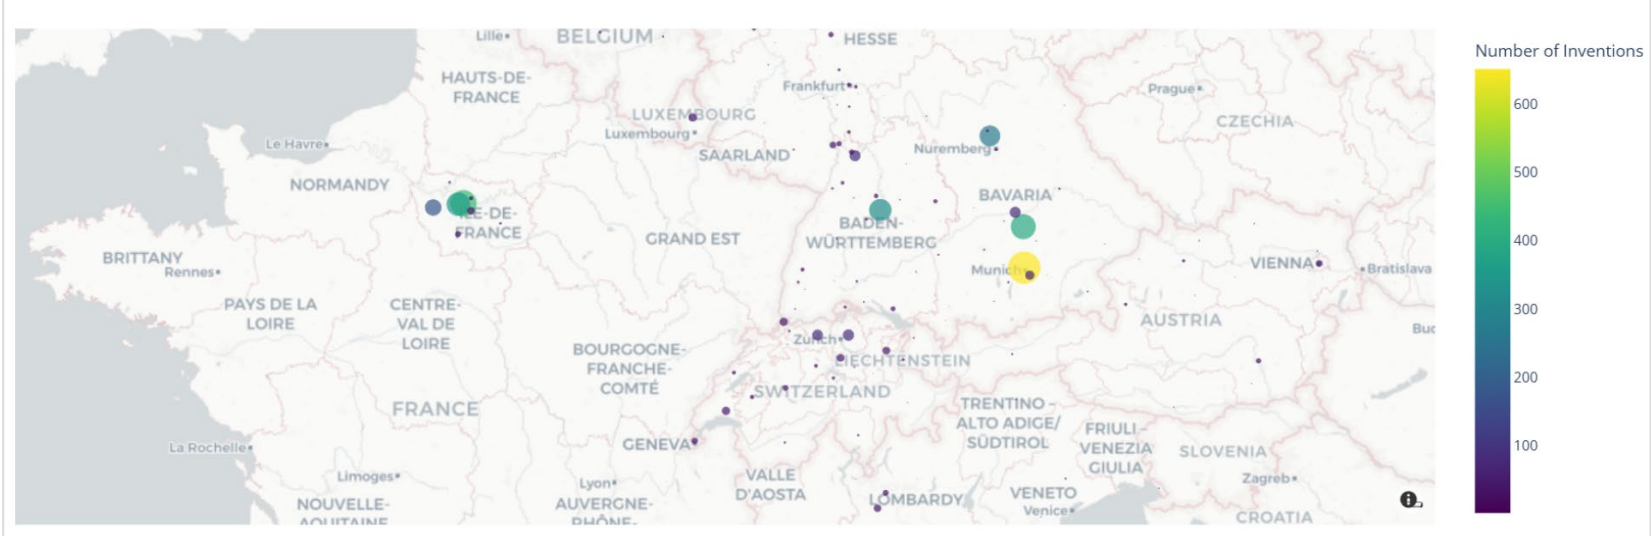 Number of Inventions
600
500
400
300
200
100
Lille
BELGIUM
HESSE
HAUTS-DE-
FRANCE
Frankfurt
Prague
LUXEMBOURG
Luxembourg
CZECHIA
Le Havre
SAARLAND
Nuremberg
NORMANDY
BAVARIA
ÎLE-DE-
FRANCE
BADEN-
WÜRTTEMBERG
GRAND EST
BRITTANY
Rennes
Munich
VIENNA
Bratislava
PAYS DE LA
LOIRE
CENTRE-
VAL DE
LOIRE
AUSTRIA
Buc
Zürich
BOURGOGNE-
FRANCHE-
COMTÉ
LIECHTENSTEIN
SWITZERLAND
FRANCE
TRENTINO –
ALTO ADIGE/
SÜDTIROL
FRIULI –
VENEZIA
GIULIA
GENEVA
La Rochelle
SLOVENIA
Limoges
Lyon
VALLE
D'AOSTA
Zagreb
LOMBARDY
VENETO
Venice
NOUVELLE-
AQUITAINE
AUVERGNE-
RHÔNE-
CROATIA